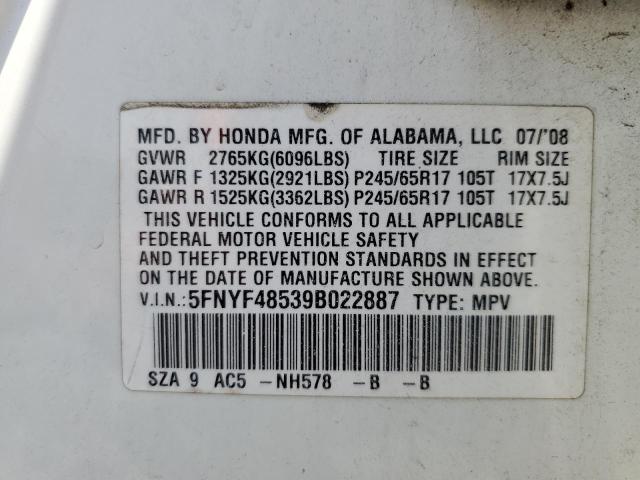 MFD. BY HONDA MFG. OF ALABAMA, LLC 07/'08
GVWR 2765KG(6096LBS) TIRE SIZE RIM SIZE
GAWR F 1325KG(2921LBS) P245/65R17 105T 17X7.5J
GAWR R 1525KG(3362LBS) P245/65R17 105T 17X7.5J
THIS VEHICLE CONFORMS TO ALL APPLICABLE
FEDERAL MOTOR VEHICLE SAFETY
AND THEFT PREVENTION STANDARDS IN EFFECT
ON THE DATE OF MANUFACTURE SHOWN ABOVE.
V.I.N.: 5FNYF48539B022887 TYPE: MPV
SZA 9 AC5 -NH578 -B -B